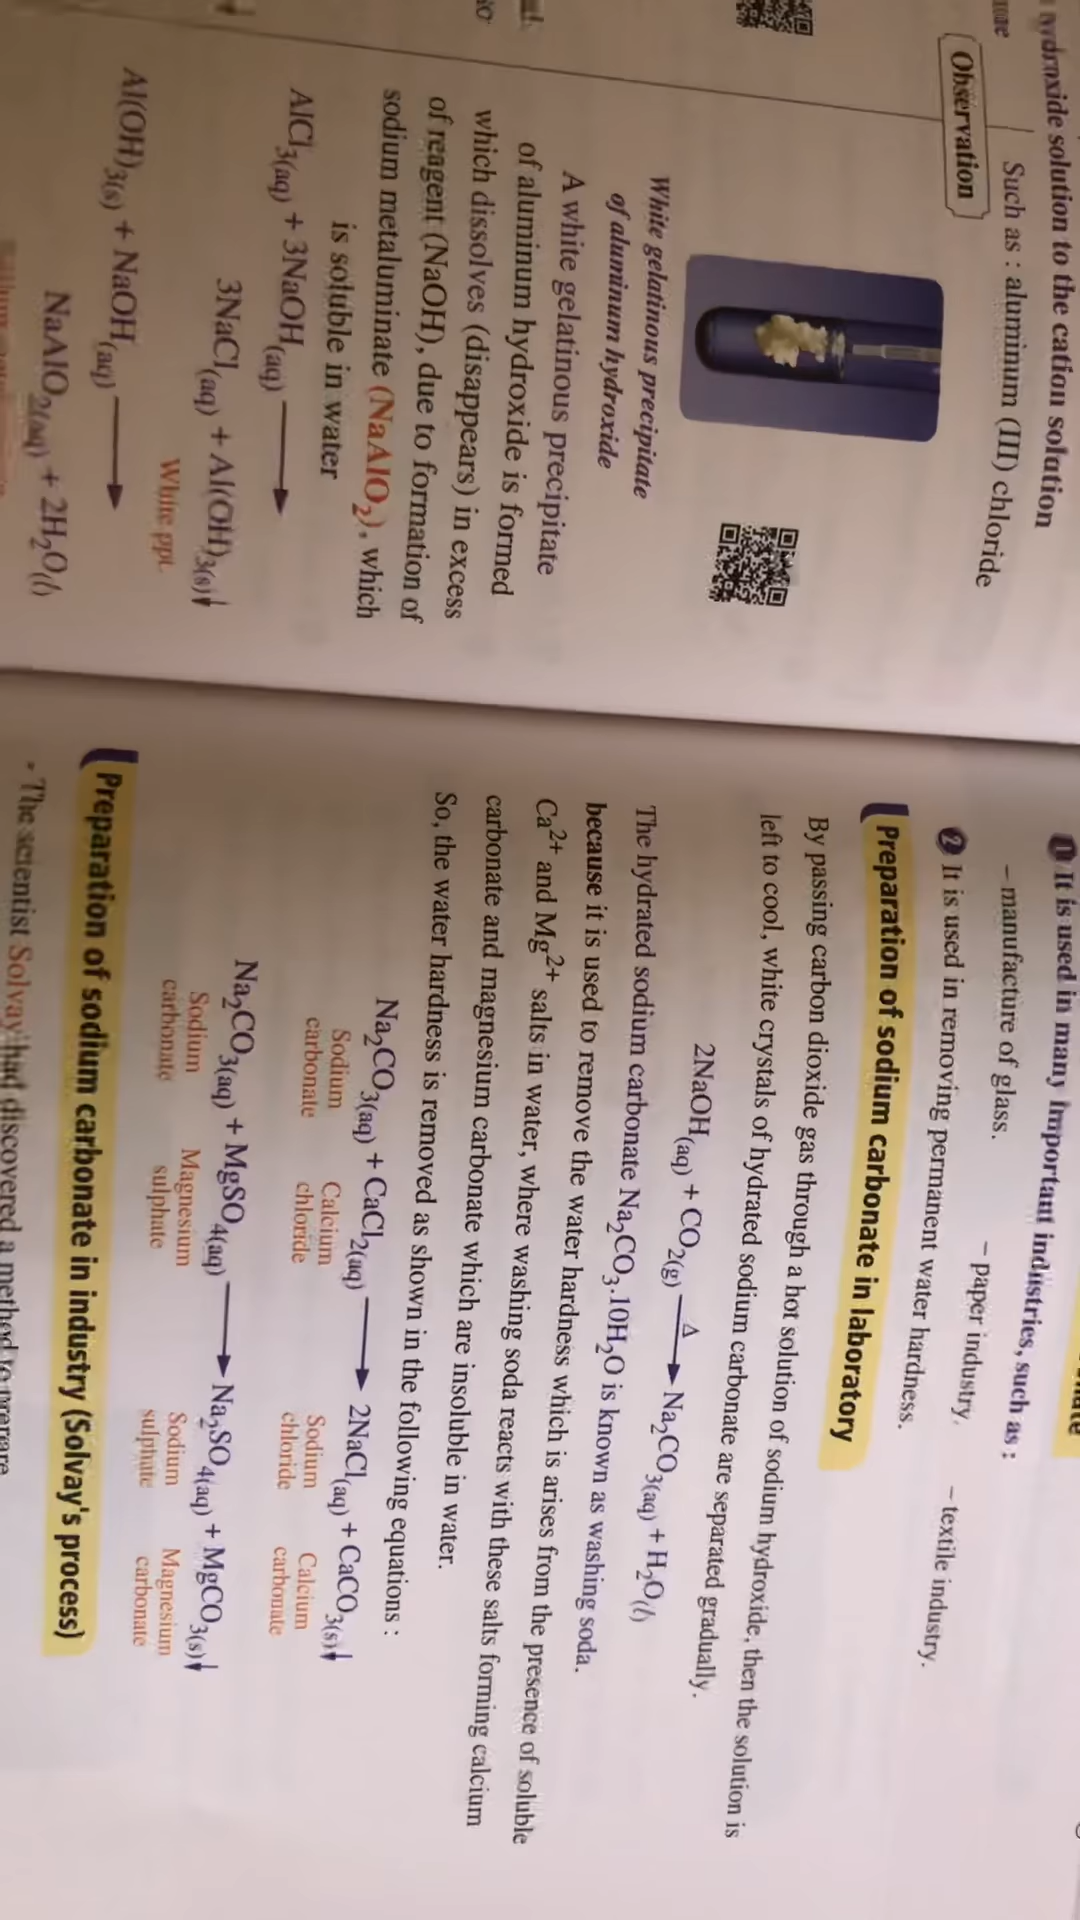 hydroxide solution to the cation solution
Such as : aluminum (III) chloride
Observation
White gelatinous precipitate
of aluminum hydroxide
A white gelatinous precipitate
of aluminum hydroxide is formed
which dissolves (disappears) in excess
of reagent (NaOH), due to formation of
sodium metaluminate (NaAlO₂), which
is soluble in water
AlCl₃(aq) + 3NaOH(aq) ⟶
3NaCl(aq) + Al(OH)₃(s)↓
White ppt.
Al(OH)₃(s) + NaOH(aq) ⟶
NaAlO₂(aq) + 2H₂O(l)
1 It is used in many important industries, such as :
– manufacture of glass. – paper industry. – textile industry.
2 It is used in removing permanent water hardness.
Preparation of sodium carbonate in laboratory
By passing carbon dioxide gas through a hot solution of sodium hydroxide, then the solution is
left to cool, white crystals of hydrated sodium carbonate are separated gradually.
2NaOH(aq) + CO₂(g) —Δ→ Na₂CO₃(aq) + H₂O(l)
The hydrated sodium carbonate Na₂CO₃.10H₂O is known as washing soda.
because it is used to remove the water hardness which is arises from the presence of soluble
Ca²⁺ and Mg²⁺ salts in water, where washing soda reacts with these salts forming calcium
carbonate and magnesium carbonate which are insoluble in water.
So, the water hardness is removed as shown in the following equations :
Na₂CO₃(aq) + CaCl₂(aq) ⟶ 2NaCl(aq) + CaCO₃(s)↓
Sodium Calcium Sodium Calcium
carbonate chloride chloride carbonate
Na₂CO₃(aq) + MgSO₄(aq) ⟶ Na₂SO₄(aq) + MgCO₃(s)↓
Sodium Magnesium Sodium Magnesium
carbonate sulphate sulphate carbonate
Preparation of sodium carbonate in industry (Solvay's process)
• The scientist Solvay had discovered a method to prepare